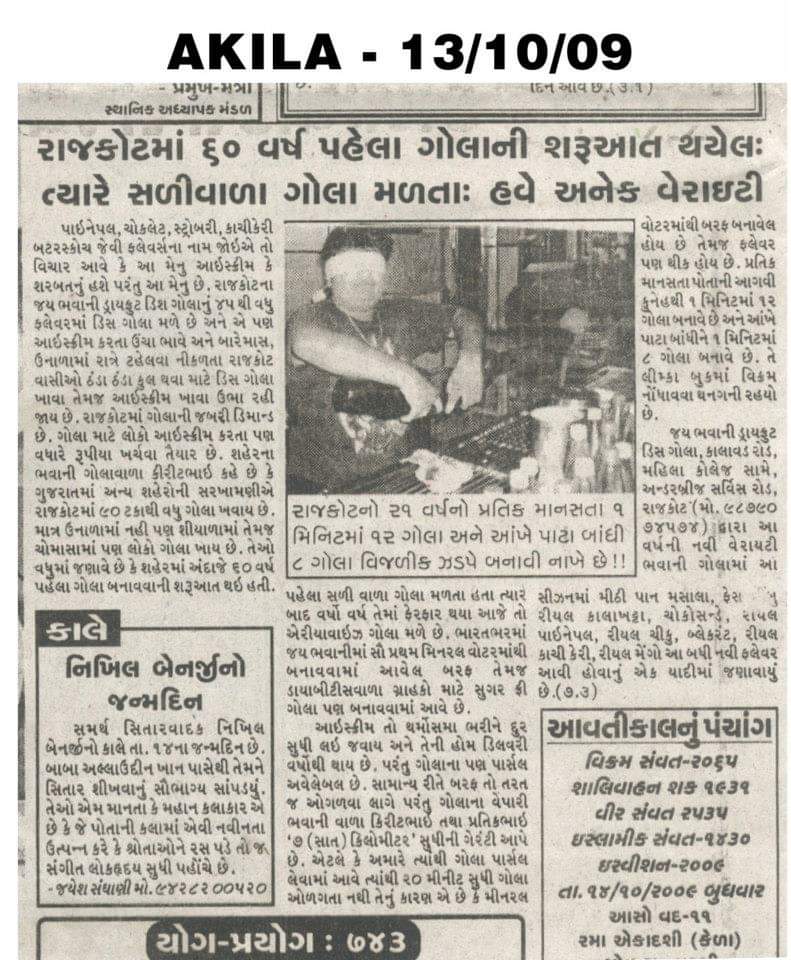 AKILA - 13/10/09
- પ્રમુખ-મંત્રી
સ્થાનિક અધ્યાપક મંડળ
દિન આવે છે.(૩.૧)
રાજકોટમાં ૬૦ વર્ષ પહેલા ગોલાની શરૂઆત થયેલઃ
ત્યારે સળીવાળા ગોલા મળતાઃ હવે અનેક વેરાઇટી
પાઇનેપલ, ચોકલેટ, સ્ટ્રોબરી, કાચીકેરી
બટરસ્કોચ જેવી ફલેવર્સના નામ જોઇએ તો
વિચાર આવે કે આ મેનુ આઇસ્ક્રીમ કે
શરબતનું હશે પરંતુ આ મેનુ છે. રાજકોટના
જય ભવાની ડ્રાયફ્રુટ ડિશ ગોલાનું ૪૫થી વધુ
ફલેવરમાં ડિસ ગોલા મળે છે અને એ પણ
આઇસ્ક્રીમ કરતા ઉંચા ભાવે અને બારેમાસ,
ઉનાળામાં રાત્રે ટહેલવા નીકળતા રાજકોટ
વાસીઓ ઠંડા ઠંડા કુલ થવા માટે ડિસ ગોલા
ખાવા તેમજ આઇસ્ક્રીમ ખાવા ઉભા રહી
જાય છે. રાજકોટમાં ગોલાની જબરી ડિમાન્ડ
છે. ગોલા માટે લોકો આઇસ્ક્રીમ કરતા પણ
વધારે રૂપીયા ખર્ચવા તૈયાર છે. શહેરના
ભવાની ગોલાવાળા કીરીટભાઇ કહે છે કે
ગુજરાતમાં અન્ય શહેરોની સરખામણીએ
રાજકોટમાં ૯૦ ટકાથી વધુ ગોલા ખવાય છે.
માત્ર ઉનાળામાં નહી પણ શીયાળામાં તેમજ
ચોમાસામાં પણ લોકો ગોલા ખાય છે. તેઓ
વધુમાં જણાવે છે કે શહેરમાં અંદાજે ૬૦ વર્ષ
પહેલા ગોલા બનાવવાની શરૂઆત થઇ હતી.
રાજકોટનો ૨૧ વર્ષનો પ્રતિક માનસતા ૧
મિનિટમાં ૧૨ ગોલા અને આંખે પાટા બાંધી
૮ ગોલા વિજળીક ઝડપે બનાવી નાખે છે!!
પહેલા સળી વાળા ગોલા મળતા હતા ત્યાર
બાદ વર્ષો વર્ષ તેમાં ફેરફાર થયા આજે તો
એરીયાવાઇઝ ગોલા મળે છે. ભારતભરમાં
જય ભવાનીમાં સૌ પ્રથમ મિનરલ વોટરમાંથી
બનાવવામાં આવેલ બરફ તેમજ
ડાયાબીટીસવાળા ગ્રાહકો માટે સુગર ફ્રી
ગોલા પણ બનાવવામાં આવે છે.
આઇસ્ક્રીમ તો થર્મોસમા ભરીને દુર
સુધી લઇ જવાય અને તેની હોમ ડિલવરી
વર્ષોથી થાય છે. પરંતુ ગોલાના પણ પાર્સલ
અવેલેબલ છે. સામાન્ય રીતે બરફ તો તરત
જ ઓગળવા લાગે પરંતુ ગોલાના વેપારી
ભવાની વાળા કિરીટભાઇ તથા પ્રતિકભાઇ
'૭ (સાત) કિલોમીટર' સુધીની ગેરંટી આપે
છે. એટલે કે અમારે ત્યાંથી ગોલા પાર્સલ
લેવામાં આવે ત્યાંથી ૨૦ મીનીટ સુધી ગોલા
ઓળગતા નથી તેનું કારણ એ છે કે મીનરલ
વોટરમાંથી બરફ બનાવેલ
હોય છે તેમજ ફલેવર
પણ થીક હોય છે. પ્રતિક
માનસતા પોતાની આગવી
કુનેહથી ૧ મિનિટમાં ૧૨
ગોલા બનાવે છે અને આંખે
પાટા બાંધીને ૧ મિનિટમાં
૮ ગોલા બનાવે છે. તે
લીમ્કા બુકમાં વિક્રમ
નોંધાવવા થનગની રહયો
છે.
જય ભવાની ડ્રાયફ્રુટ
ડિસ ગોલા, કાલાવડ રોડ,
મહિલા કોલેજ સામે,
અન્ડરબ્રીજ સર્વિસ રોડ,
રાજકોટ (મો. ૯૮૭૯૦
૭૪૫૭૪) દ્વારા આ
વર્ષની નવી વેરાયટી
ભવાની ગોલામાં આ
સીઝનમાં મીઠી પાન મસાલા,
રીયલ કાલાખટ્ટા, ચોકોસન્ડે, રાયલ
પાઇનેપલ, રીયલ ચીકુ, બ્લેકરંટ, રીયલ
કાચી કેરી, રીયલ મેંગો આ બધી નવી ફલેવર
આવી હોવાનું એક યાદીમાં જણાવાયું
છે.(૭.૩)
કાલે
નિખિલ બેનર્જીનો
જન્મદિન
સમર્થ સિતારવાદક નિખિલ
બેનર્જીનો કાલે તા. ૧૪ના જન્મદિન છે.
બાબા અલ્લાઉદ્દીન ખાન પાસેથી તેમને
સિતાર શીખવાનું સૌભાગ્ય સાંપડયું.
તેઓ એમ માનતા કે મહાન કલાકાર એ
છે કે જે પોતાની કલામાં એવી નવીનતા
ઉત્પન્ન કરે કે શ્રોતાઓને રસ પડે તો જ
સંગીત લોકહૃદય સુધી પહોંચે છે.
- જયેશ સંઘાણી મો. ૯૪૨૮૨ ૦૦૫૨૦
આવતીકાલનું પંચાંગ
વિક્રમ સંવત-૨૦૬૫
શાલિવાહન શક ૧૯૩૧
વીર સંવત ૨૫૩૫
ઇસ્લામીક સંવત-૧૪૩૦
ઇસ્વીશન-૨૦૦૯
તા. ૧૪/૧૦/૨૦૦૯ બુધવાર
આસો વદ-૧૧
રમા એકાદશી (કેળા)
યોગ-પ્રયોગ : ૭૪૩